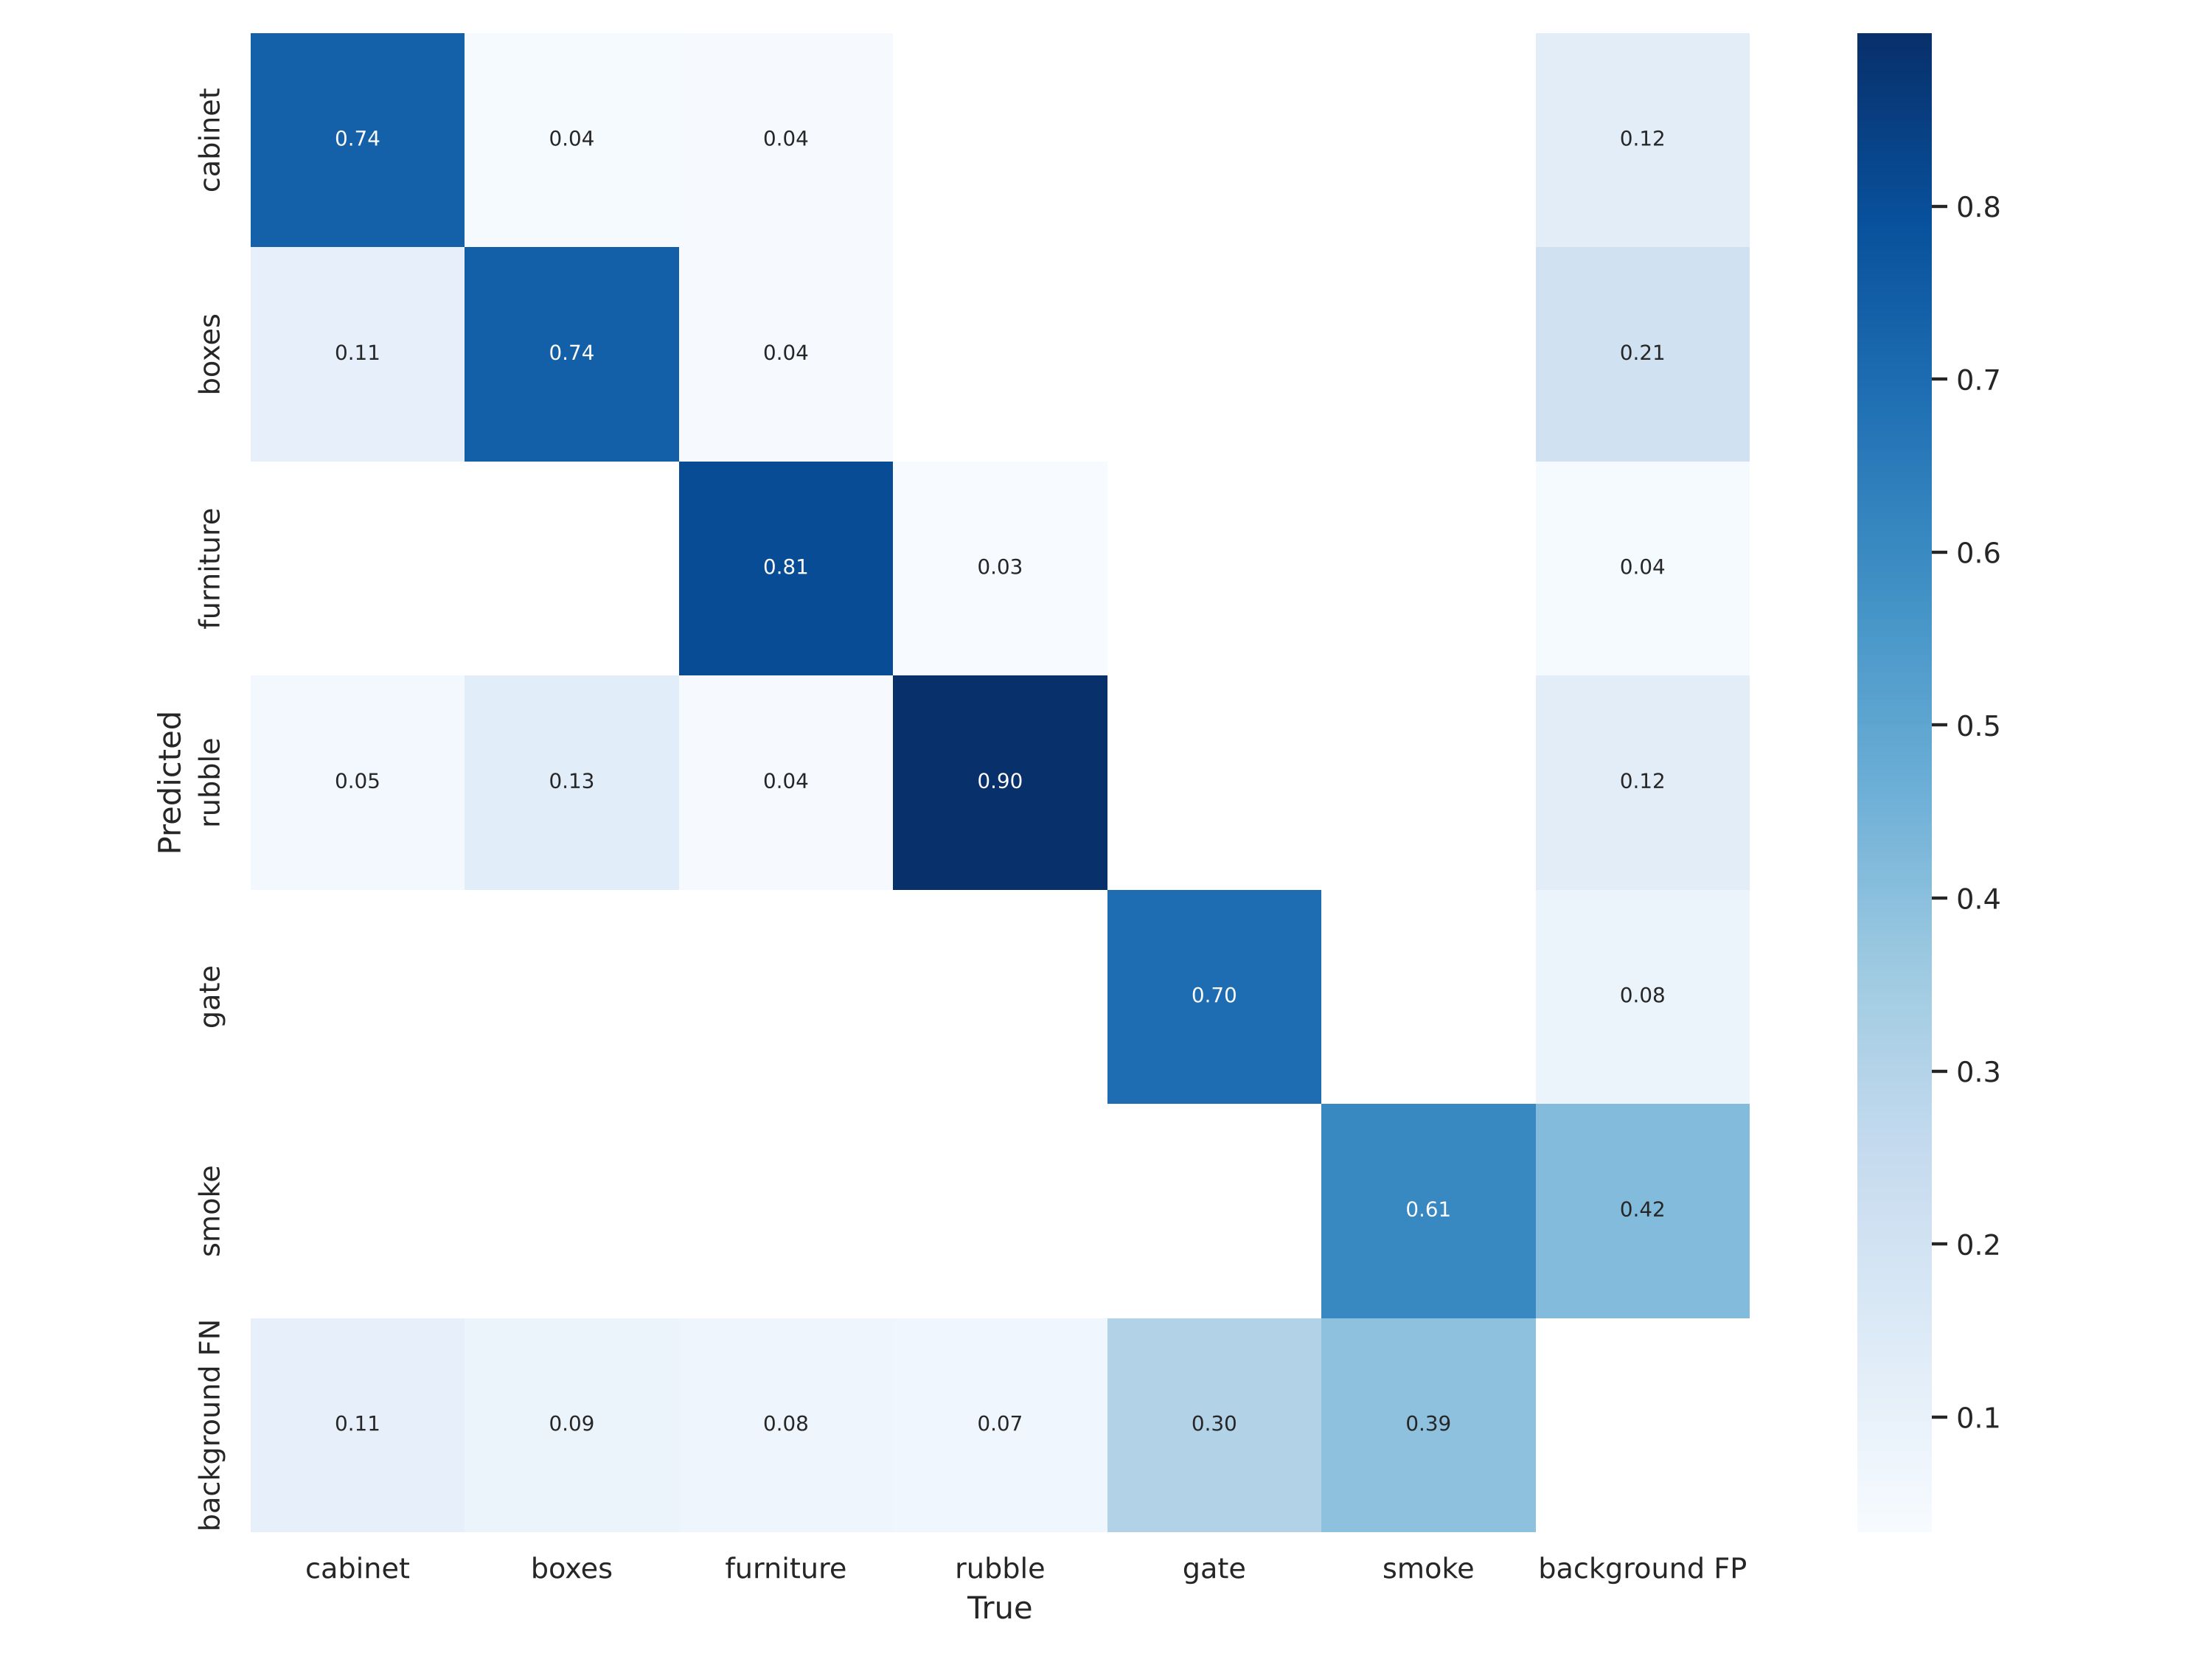 cabinet 0.74 0.04 0.04 0.12
0.8
boxes 0.11 0.74 0.04 0.21
0.7
furniture 0.81 0.03 0.04
0.6
0.5
Predicted
rubble 0.05 0.13 0.04 0.90 0.12
0.4
gate 0.70 0.08
0.3
smoke 0.61 0.42
0.2
background FN 0.11 0.09 0.08 0.07 0.30 0.39
0.1
cabinet boxes furniture rubble gate smoke background FP
True